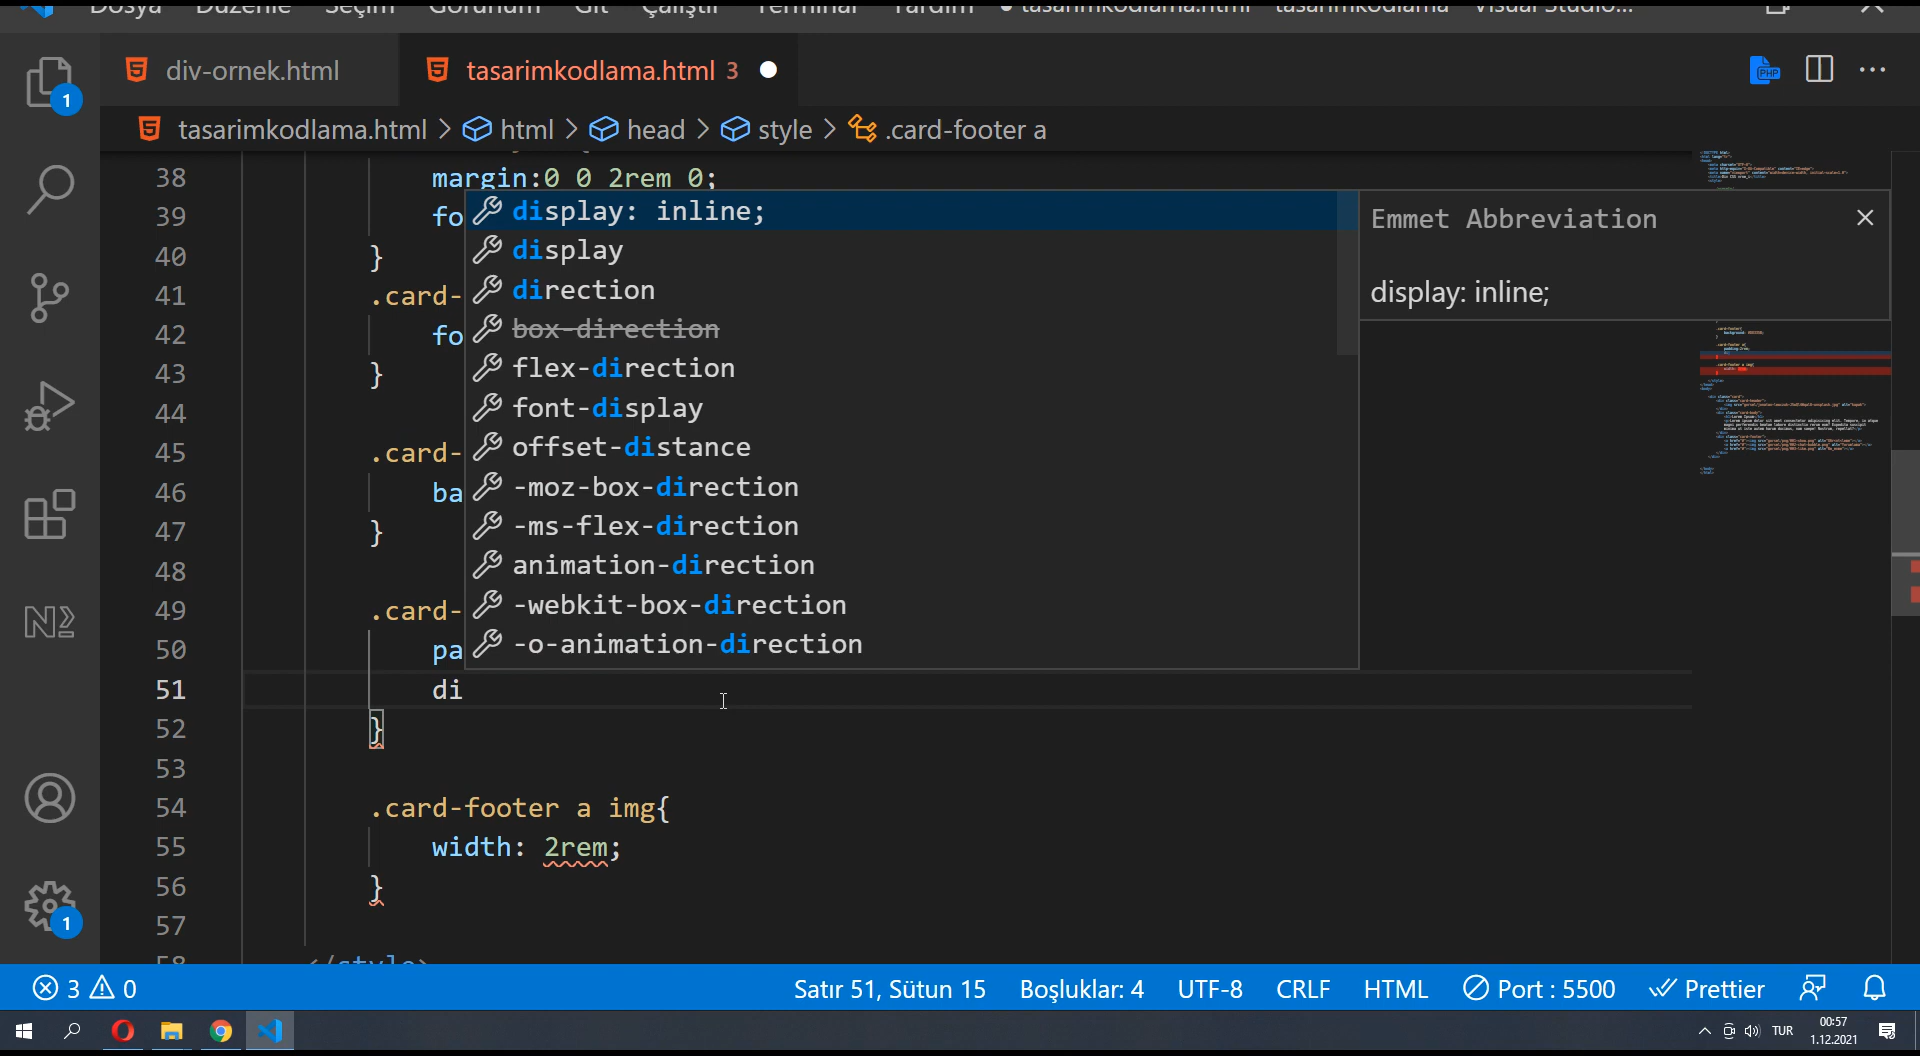 Dosya Düzenle Seçim Görünüm Git Çalıştır Terminal Yardım ● tasarimkodlama.html - tasarimkodlama - Visual Studio...
div-ornek.html
tasarimkodlama.html 3
PHP
tasarimkodlama.html > html > head > style > .card-footer a
38 margin:0 0 2rem 0;
39 fo
40 }
41 .card-
42 fo
43 }
44
45 .card-
46 ba
47 }
48
49 .card-
50 pa
51 di
52 }
53
54 .card-footer a img{
55 width: 2rem;
56 }
57
58 </style>
display: inline;
display
direction
box-direction
flex-direction
font-display
offset-distance
-moz-box-direction
-ms-flex-direction
animation-direction
-webkit-box-direction
-o-animation-direction
Emmet Abbreviation
display: inline;
1
1
3 0
Satır 51, Sütun 15 Boşluklar: 4 UTF-8 CRLF HTML Port : 5500 Prettier
TUR
00:57
1.12.2021